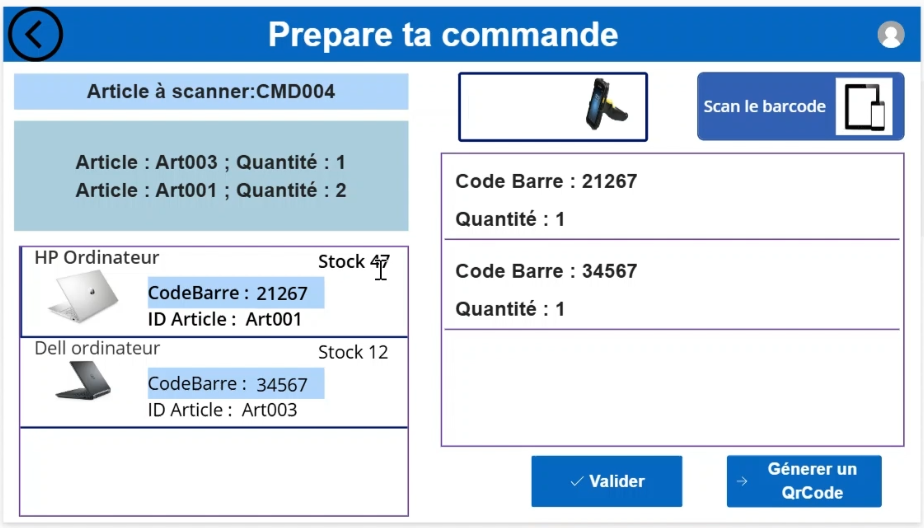 Prepare ta commande
Article à scanner:CMD004
Scan le barcode
Article : Art003 ; Quantité : 1
Article : Art001 ; Quantité : 2
HP Ordinateur
Stock 47
CodeBarre : 21267
ID Article : Art001
Dell ordinateur
Stock 12
CodeBarre : 34567
ID Article : Art003
Code Barre : 21267
Quantité : 1
Code Barre : 34567
Quantité : 1
Valider
Génerer un
QrCode